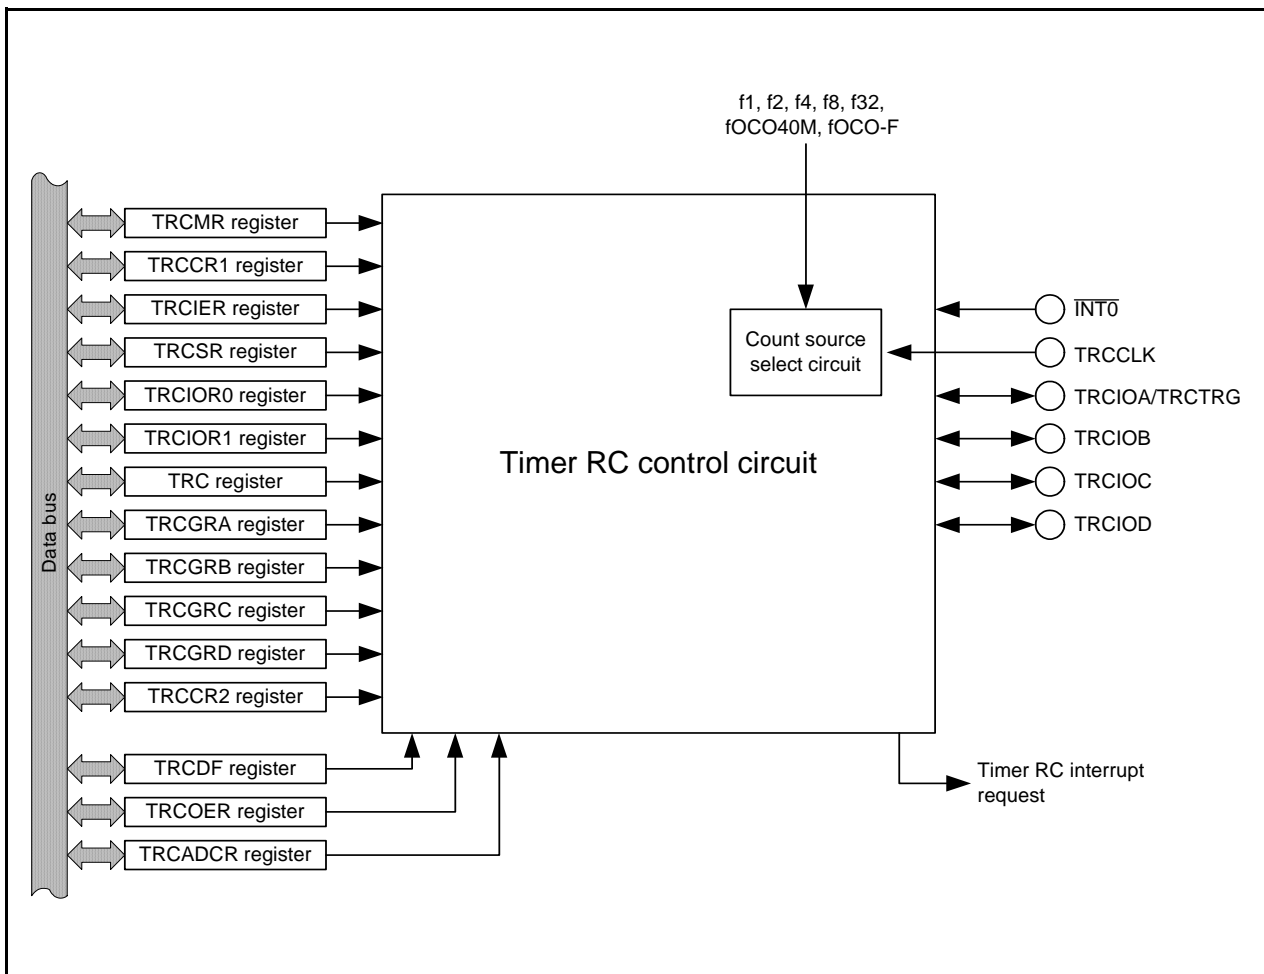 f1, f2, f4, f8, f32,
fOCO40M, fOCO-F
Data bus
TRCMR register
TRCCR1 register
TRCIER register
TRCSR register
TRCIOR0 register
TRCIOR1 register
TRC register
TRCGRA register
TRCGRB register
TRCGRC register
TRCGRD register
TRCCR2 register
TRCDF register
TRCOER register
TRCADCR register
Timer RC control circuit
Count source
select circuit
INT0
TRCCLK
TRCIOA/TRCTRG
TRCIOB
TRCIOC
TRCIOD
Timer RC interrupt
request